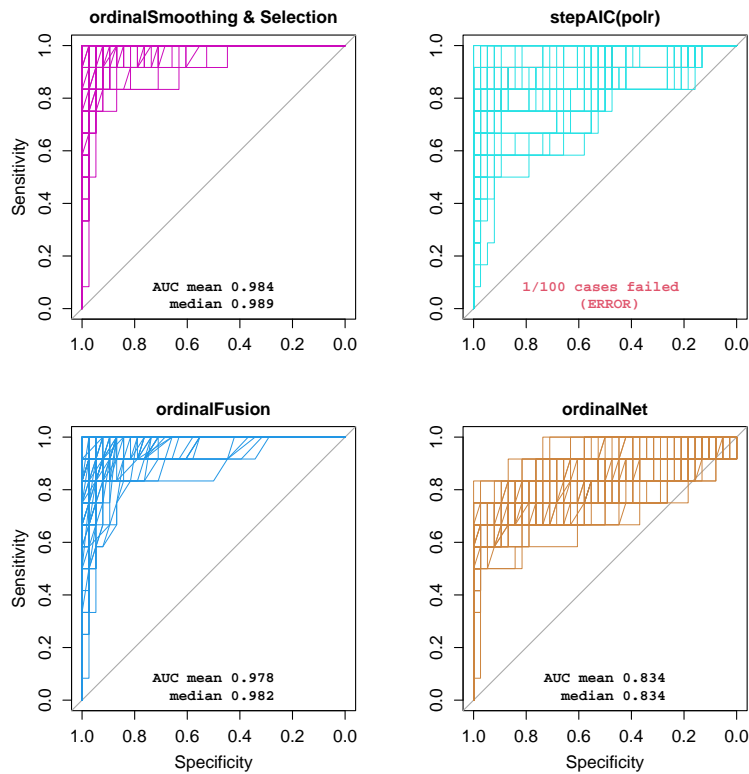 ordinalSmoothing & Selection
Sensitivity
1.0
0.8
0.6
0.4
0.2
0.0
AUC mean 0.984
median 0.989
1.0 0.8 0.6 0.4 0.2 0.0
stepAIC(polr)
1.0
0.8
0.6
0.4
0.2
0.0
1/100 cases failed
(ERROR)
1.0 0.8 0.6 0.4 0.2 0.0
ordinalFusion
Sensitivity
1.0
0.8
0.6
0.4
0.2
0.0
AUC mean 0.978
median 0.982
1.0 0.8 0.6 0.4 0.2 0.0
Specificity
ordinalNet
1.0
0.8
0.6
0.4
0.2
0.0
AUC mean 0.834
median 0.834
1.0 0.8 0.6 0.4 0.2 0.0
Specificity